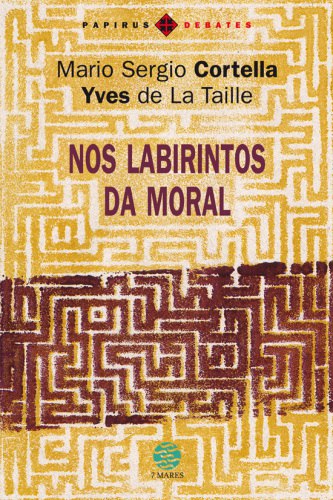 PAPIRUS DEBATES
Mario Sergio Cortella
Yves de La Taille
NOS LABIRINTOS
DA MORAL
7 MARES